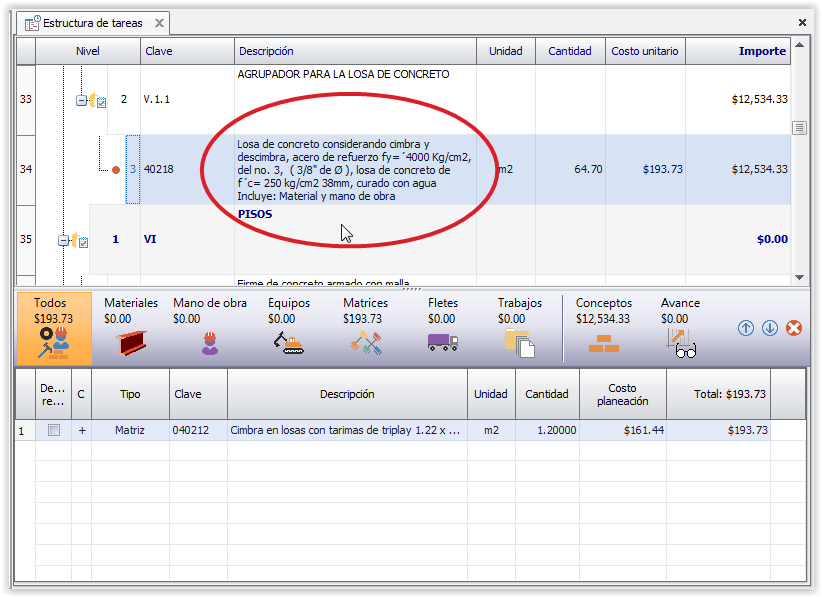 Estructura de tareas
Nivel Clave Descripción Unidad Cantidad Costo unitario Importe
AGRUPADOR PARA LA LOSA DE CONCRETO
33 2 V.1.1 $12,534.33
Losa de concreto considerando cimbra y
descimbra, acero de refuerzo fy=´4000 Kg/cm2,
34 3 40218 del no. 3, ( 3/8" de Ø ), losa de concreto de m2 64.70 $193.73 $12,534.33
f´c= 250 kg/cm2 38mm, curado con agua
Incluye: Material y mano de obra
PISOS
35 1 VI $0.00
Firme de concreto armado con malla
Todos Materiales Mano de obra Equipos Matrices Fletes Trabajos Conceptos Avance
$193.73 $0.00 $0.00 $0.00 $193.73 $0.00 $0.00 $12,534.33 $0.00
De... re... C Tipo Clave Descripción Unidad Cantidad Costo planeación Total: $193.73
1 + Matriz 040212 Cimbra en losas con tarimas de triplay 1.22 x ... m2 1.20000 $161.44 $193.73